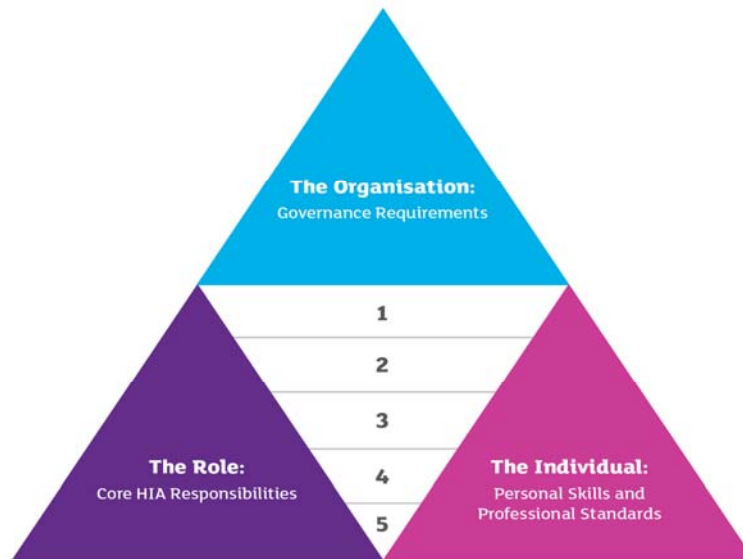 The Organisation:
Governance Requirements
1
2
3
4
5
The Role:
Core HIA Responsibilities
The Individual:
Personal Skills and
Professional Standards